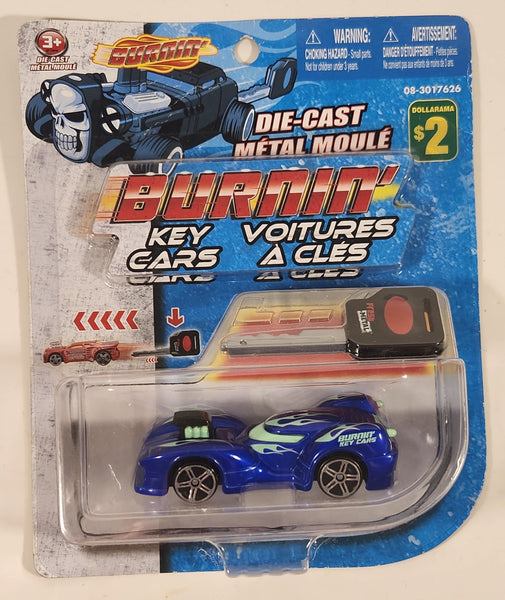 3+
DIE-CAST
MÉTAL MOULÉ
BURNIN'
WARNING:
CHOKING HAZARD - Small parts.
Not for children under 3 years.
AVERTISSEMENT:
DANGER D'ÉTOUFFEMENT - Petites pièces.
Ne convient pas aux enfants de moins de 3 ans.
08-3017626
DOLLARAMA
$2
DIE-CAST
MÉTAL MOULÉ
BURNIN'
KEY CARS
VOITURES À CLÉS
BURNIN'
KEY CARS